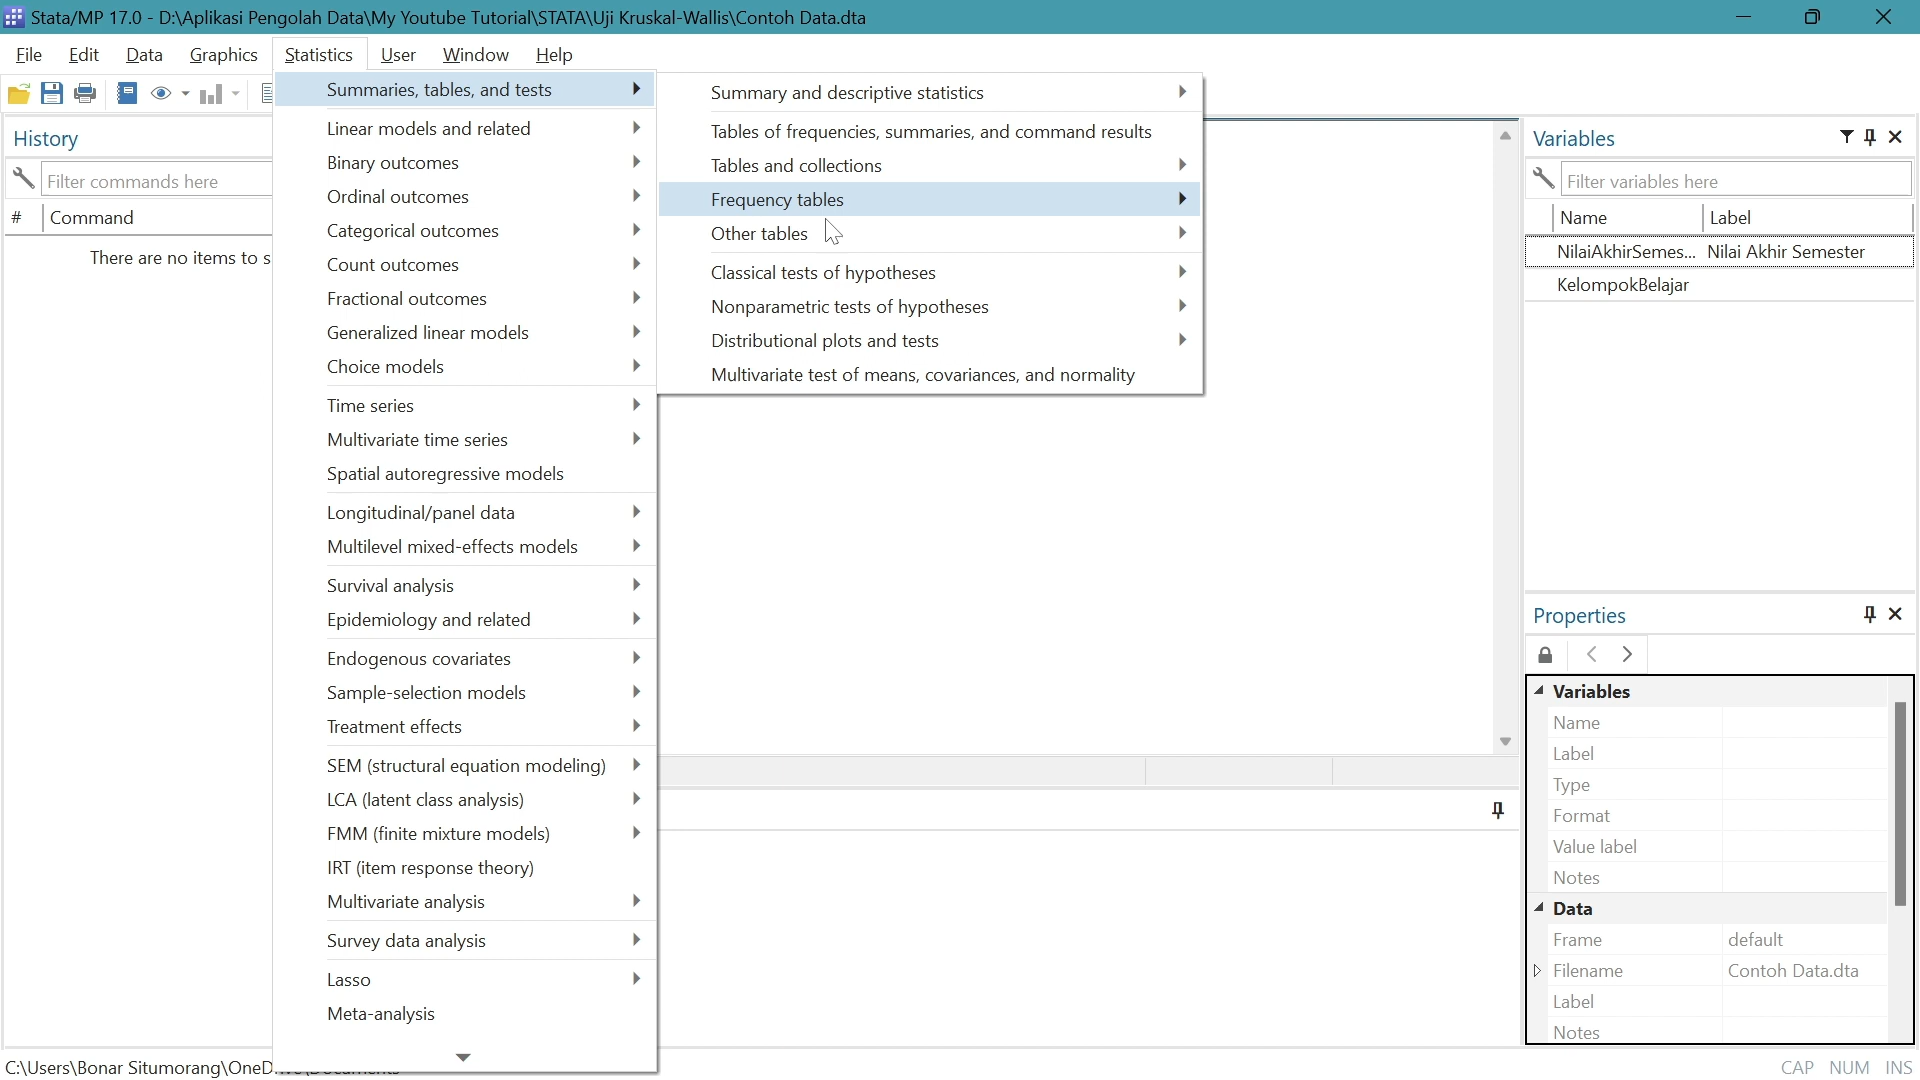 Stata/MP 17.0 - D:\Aplikasi Pengolah Data\My Youtube Tutorial\STATA\Uji Kruskal-Wallis\Contoh Data.dta
File Edit Data Graphics Statistics User Window Help
History
Filter commands here
# Command
There are no items to s
Summaries, tables, and tests
Linear models and related
Binary outcomes
Ordinal outcomes
Categorical outcomes
Count outcomes
Fractional outcomes
Generalized linear models
Choice models
Time series
Multivariate time series
Spatial autoregressive models
Longitudinal/panel data
Multilevel mixed-effects models
Survival analysis
Epidemiology and related
Endogenous covariates
Sample-selection models
Treatment effects
SEM (structural equation modeling)
LCA (latent class analysis)
FMM (finite mixture models)
IRT (item response theory)
Multivariate analysis
Survey data analysis
Lasso
Meta-analysis
Summary and descriptive statistics
Tables of frequencies, summaries, and command results
Tables and collections
Frequency tables
Other tables
Classical tests of hypotheses
Nonparametric tests of hypotheses
Distributional plots and tests
Multivariate test of means, covariances, and normality
Variables
Filter variables here
Name Label
NilaiAkhirSemes... Nilai Akhir Semester
KelompokBelajar
Properties
Variables
Name
Label
Type
Format
Value label
Notes
Data
Frame default
Filename Contoh Data.dta
Label
Notes
C:\Users\Bonar Situmorang\OneD
CAP NUM INS